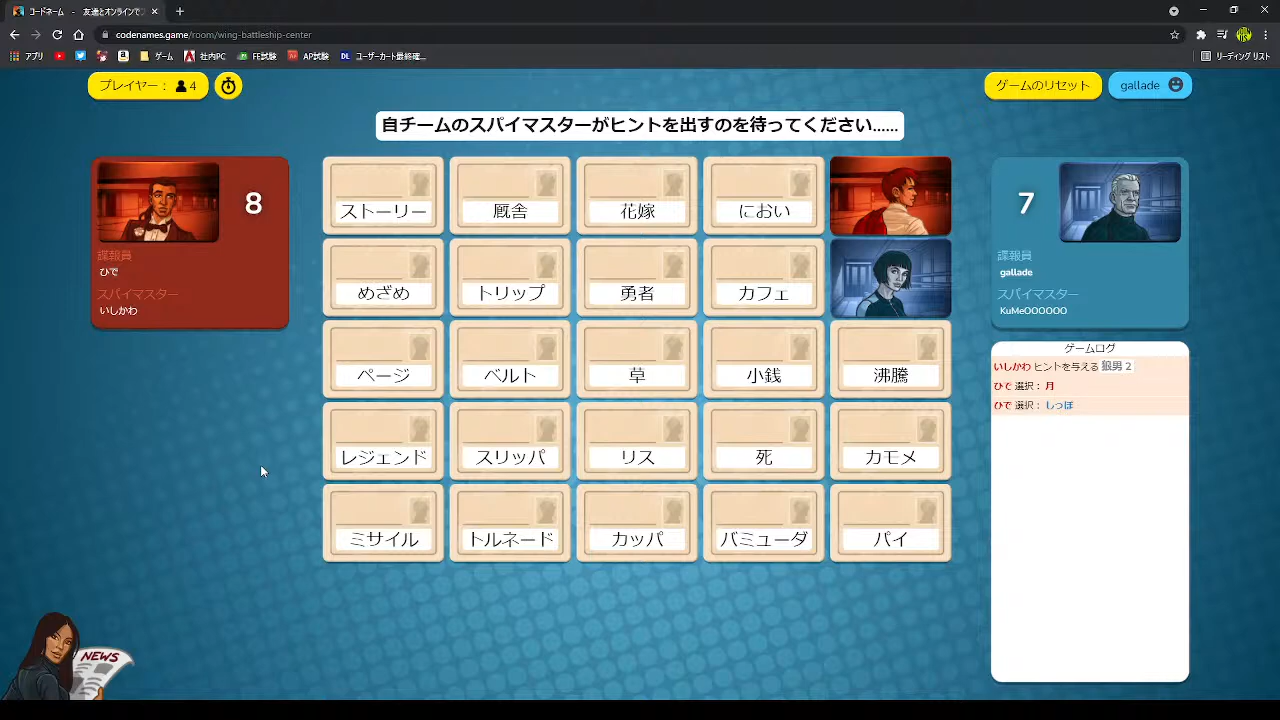 コードネーム - 友達とオンラインで
codenames.game/room/wing-battleship-center
アプリ
ゲーム
社内PIC
FE試験
AP試験
DL ユーザーカート最終確...
リーディング リスト
プレイヤー： 4
ゲームのリセット
gallade
自チームのスパイマスターがヒントを出すのを待ってください......
8
諜報員
ひで
スパイマスター
いしかわ
ストーリー
厩舎
花嫁
におい
めざめ
トリップ
勇者
カフェ
ページ
ベルト
草
小銭
沸騰
レジェンド
スリッパ
リス
死
カモメ
ミサイル
トルネード
カッパ
バミューダ
パイ
7
諜報員
gallade
スパイマスター
KuMeOOOOOO
ゲームログ
いしかわ ヒントを与える 狼男 2
ひで 選択： 月
ひで 選択： しっぽ
NEWS